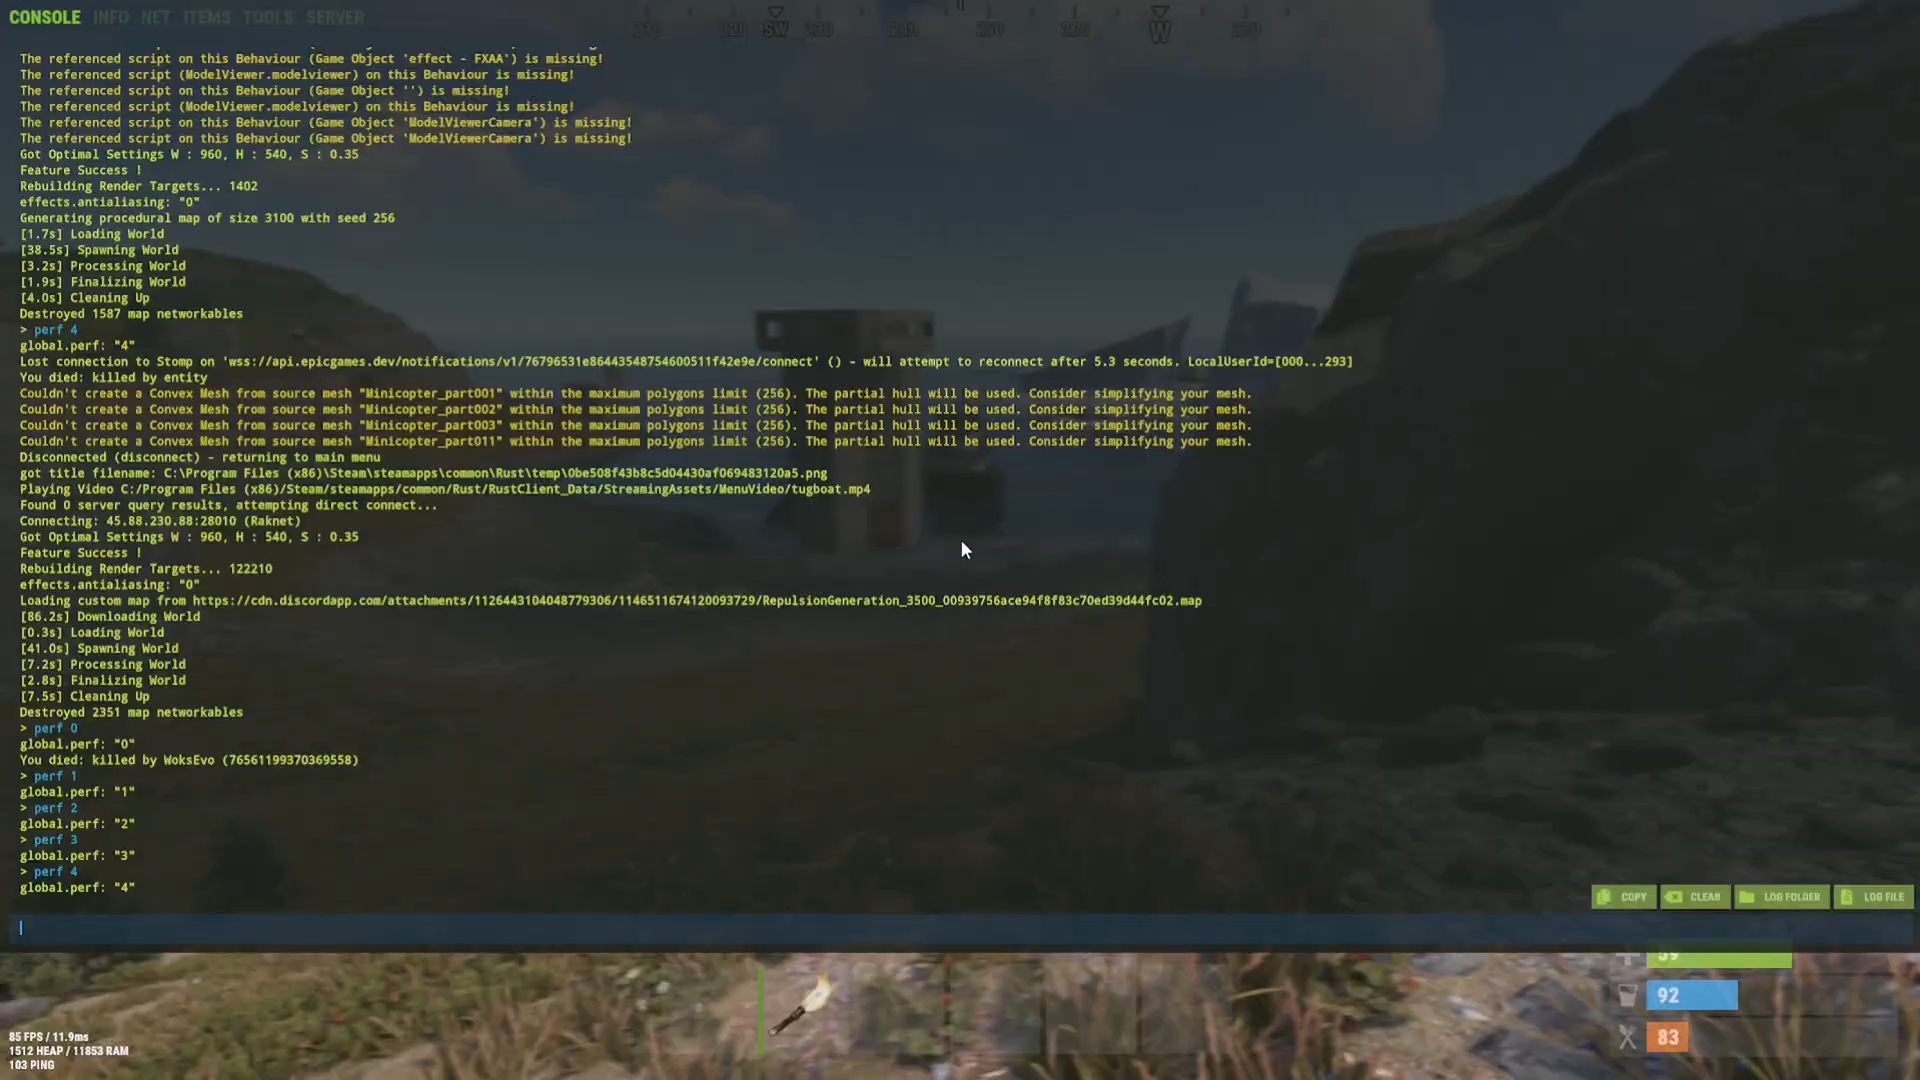 CONSOLE INFO NET ITEMS TOOLS SERVER
210 220 SW 230 240 250 260 W
The referenced script on this Behaviour (Game Object 'effect - FXAA') is missing!
The referenced script (ModelViewer.modelviewer) on this Behaviour is missing!
The referenced script on this Behaviour (Game Object '') is missing!
The referenced script (ModelViewer.modelviewer) on this Behaviour is missing!
The referenced script on this Behaviour (Game Object 'ModelViewerCamera') is missing!
The referenced script on this Behaviour (Game Object 'ModelViewerCamera') is missing!
Got Optimal Settings W : 960, H : 540, S : 0.35
Feature Success !
Rebuilding Render Targets... 1402
effects.antialiasing: "0"
Generating procedural map of size 3100 with seed 256
[1.7s] Loading World
[38.5s] Spawning World
[3.2s] Processing World
[1.9s] Finalizing World
[4.0s] Cleaning Up
Destroyed 1587 map networkables
> perf 4
global.perf: "4"
Lost connection to Stomp on 'wss://api.epicgames.dev/notifications/v1/76796531e86443548754600511f42e9e/connect' () - will attempt to reconnect after 5.3 seconds. LocalUserId=[000...293]
You died: killed by entity
Couldn't create a Convex Mesh from source mesh "Minicopter_part001" within the maximum polygons limit (256). The partial hull will be used. Consider simplifying your mesh.
Couldn't create a Convex Mesh from source mesh "Minicopter_part002" within the maximum polygons limit (256). The partial hull will be used. Consider simplifying your mesh.
Couldn't create a Convex Mesh from source mesh "Minicopter_part003" within the maximum polygons limit (256). The partial hull will be used. Consider simplifying your mesh.
Couldn't create a Convex Mesh from source mesh "Minicopter_part011" within the maximum polygons limit (256). The partial hull will be used. Consider simplifying your mesh.
Disconnected (disconnect) - returning to main menu
got title filename: C:\Program Files (x86)\Steam\steamapps\common\Rust\temp\0be508f43b8c5d04430af069483120a5.png
Playing Video C:/Program Files (x86)/Steam/steamapps/common/Rust/RustClient_Data/StreamingAssets/MenuVideo/tugboat.mp4
Found 0 server query results, attempting direct connect...
Connecting: 45.88.230.88:28010 (Raknet)
Got Optimal Settings W : 960, H : 540, S : 0.35
Feature Success !
Rebuilding Render Targets... 122210
effects.antialiasing: "0"
Loading custom map from https://cdn.discordapp.com/attachments/1126443104048779306/1146511674120093729/RepulsionGeneration_3500_00939756ace94f8f83c70ed39d44fc02.map
[86.2s] Downloading World
[0.3s] Loading World
[41.0s] Spawning World
[7.2s] Processing World
[2.8s] Finalizing World
[7.5s] Cleaning Up
Destroyed 2351 map networkables
> perf 0
global.perf: "0"
You died: killed by WoksEvo (76561199370369558)
> perf 1
global.perf: "1"
> perf 2
global.perf: "2"
> perf 3
global.perf: "3"
> perf 4
global.perf: "4"
COPY CLEAR LOG FOLDER LOG FILE
59
92
83
85 FPS / 11.9ms
1512 HEAP / 11853 RAM
103 PING